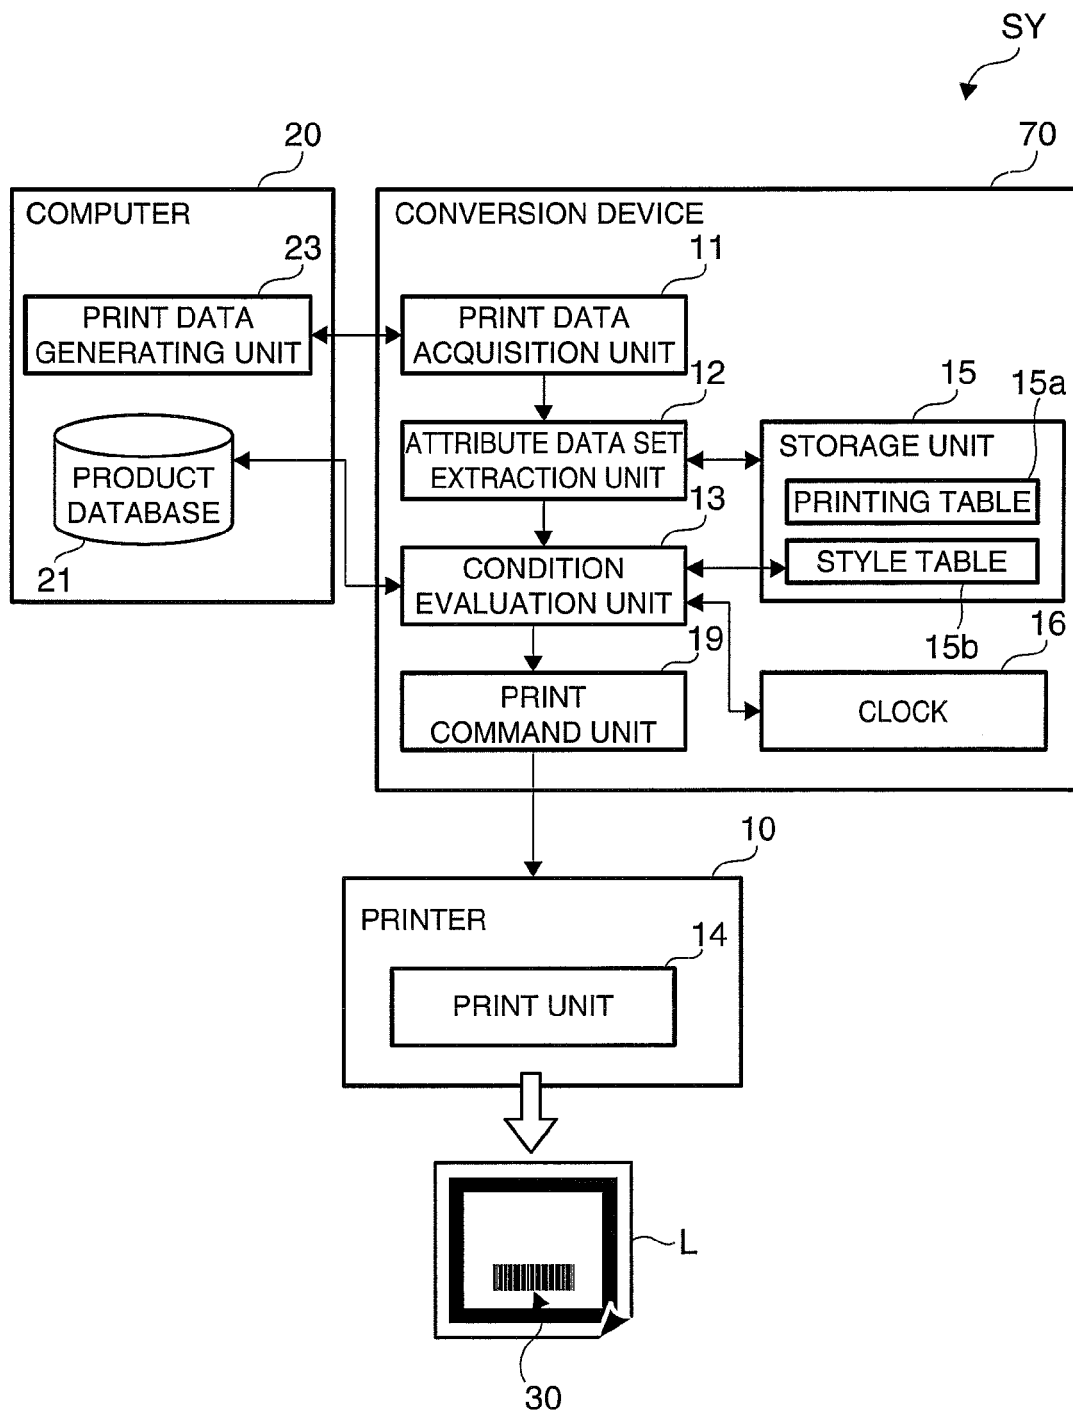 SY
20
70
COMPUTER
CONVERSION DEVICE
23
11
PRINT DATA
GENERATING UNIT
PRINT DATA
ACQUISITION UNIT
12
15
15a
ATTRIBUTE DATA SET
EXTRACTION UNIT
STORAGE UNIT
PRINTING TABLE
PRODUCT
DATABASE
21
13
CONDITION
EVALUATION UNIT
STYLE TABLE
15b
19
16
PRINT
COMMAND UNIT
CLOCK
10
PRINTER
14
PRINT UNIT
L
30